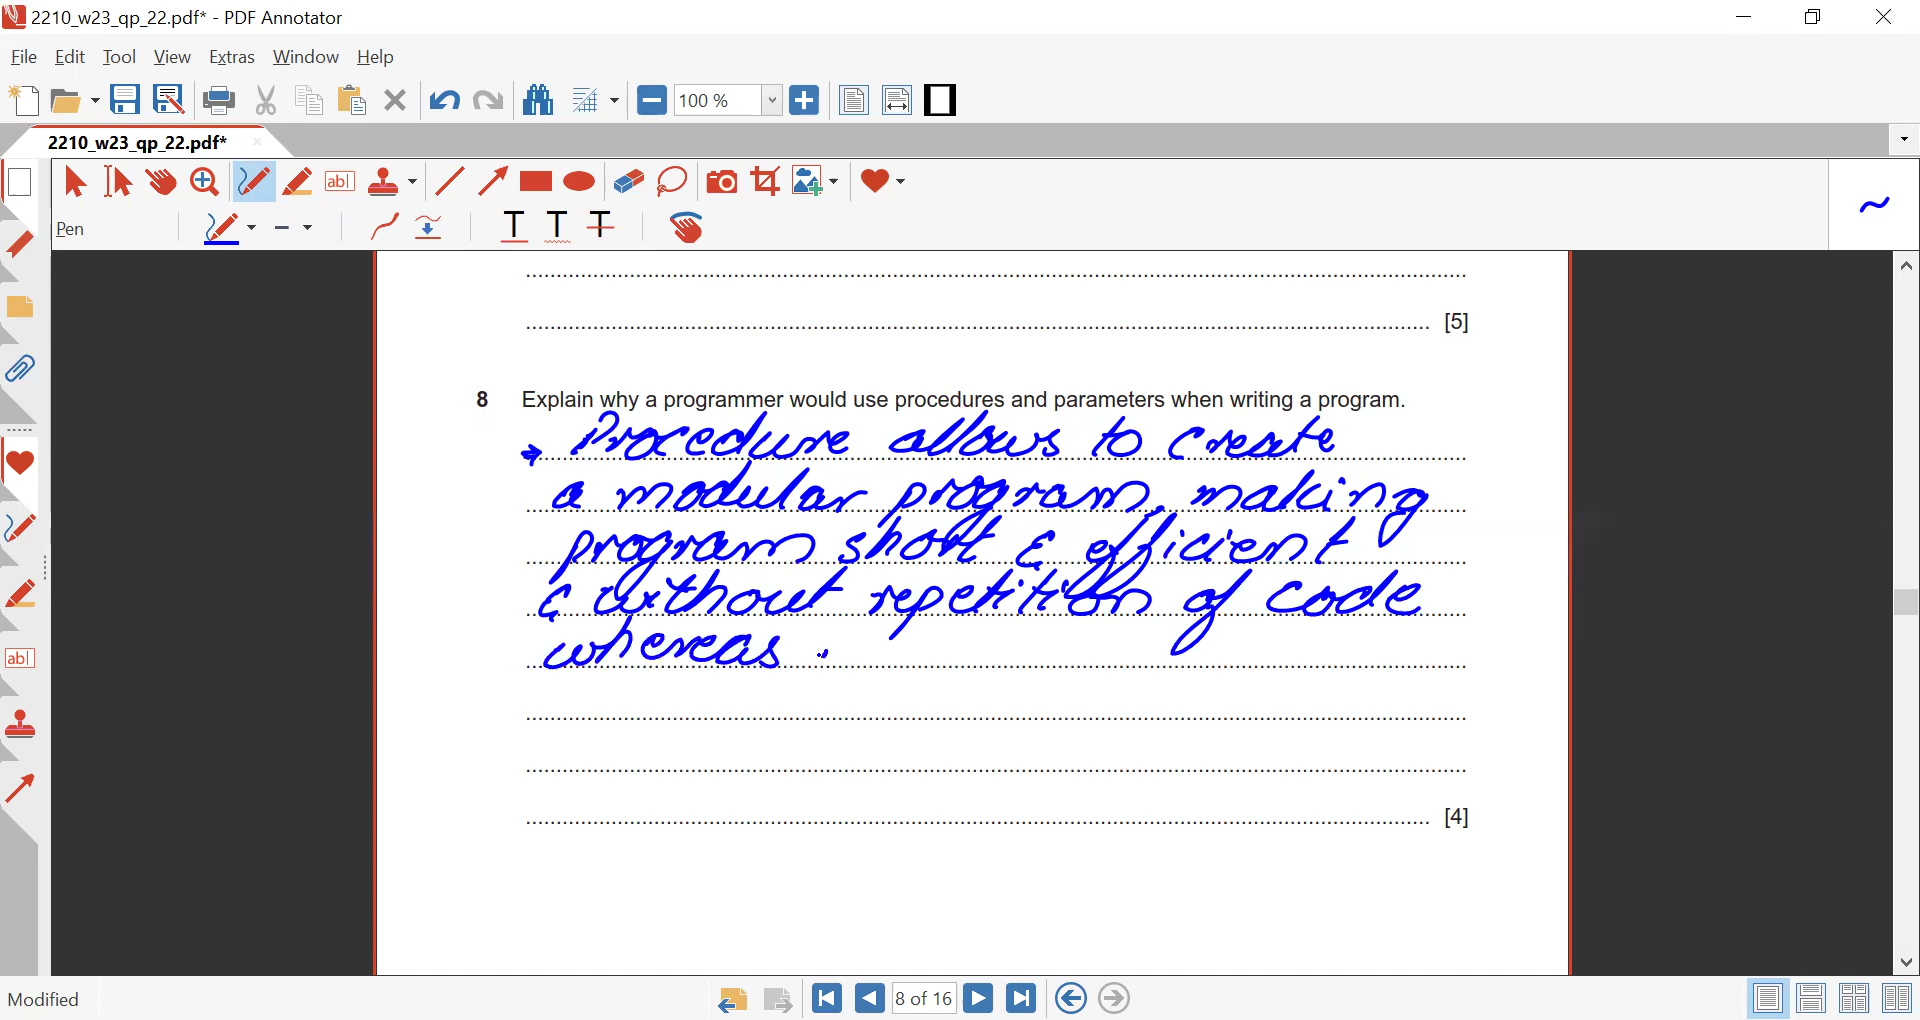 2210_w23_qp_22.pdf* - PDF Annotator
File Edit Tool View Extras Window Help
100 %
2210_w23_qp_22.pdf*
ab
T T T
Pen
[5]
8 Explain why a programmer would use procedures and parameters when writing a program.
→ Procedure allows to create
a modular program, making
program short & efficient
& without repetition of code
whereas
ab
[4]
Modified
8 of 16